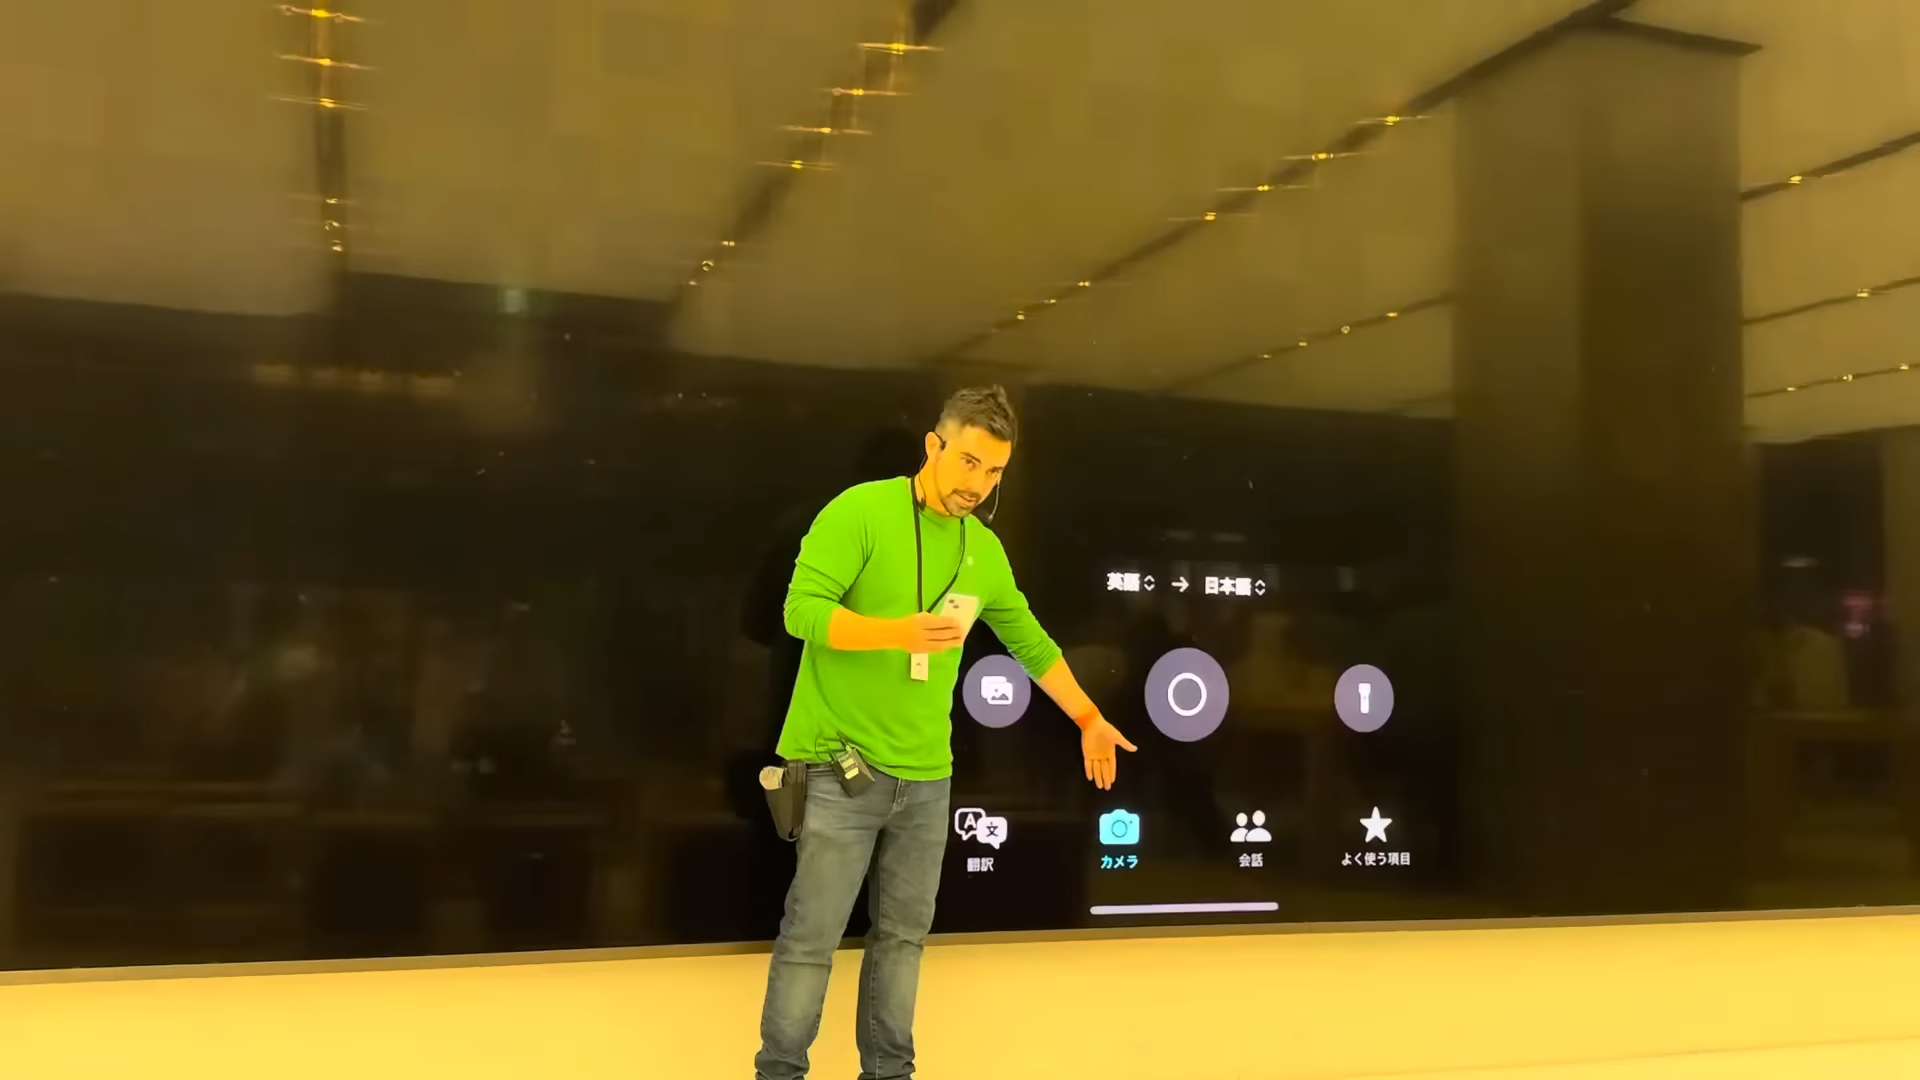 英語 → 日本語
翻訳
カメラ
会話
よく使う項目